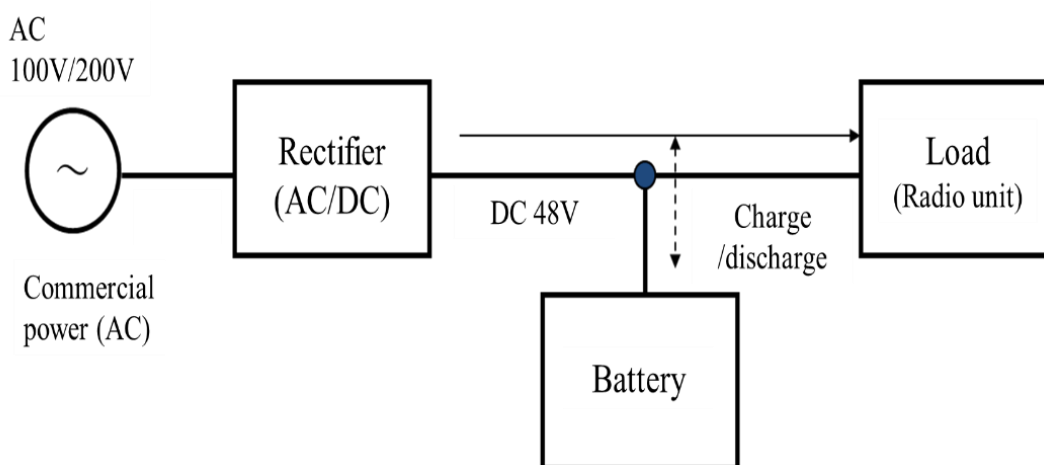 AC
100V/200V
~
Commercial
power (AC)
Rectifier
(AC/DC)
DC 48V
Charge
/discharge
Load
(Radio unit)
Battery